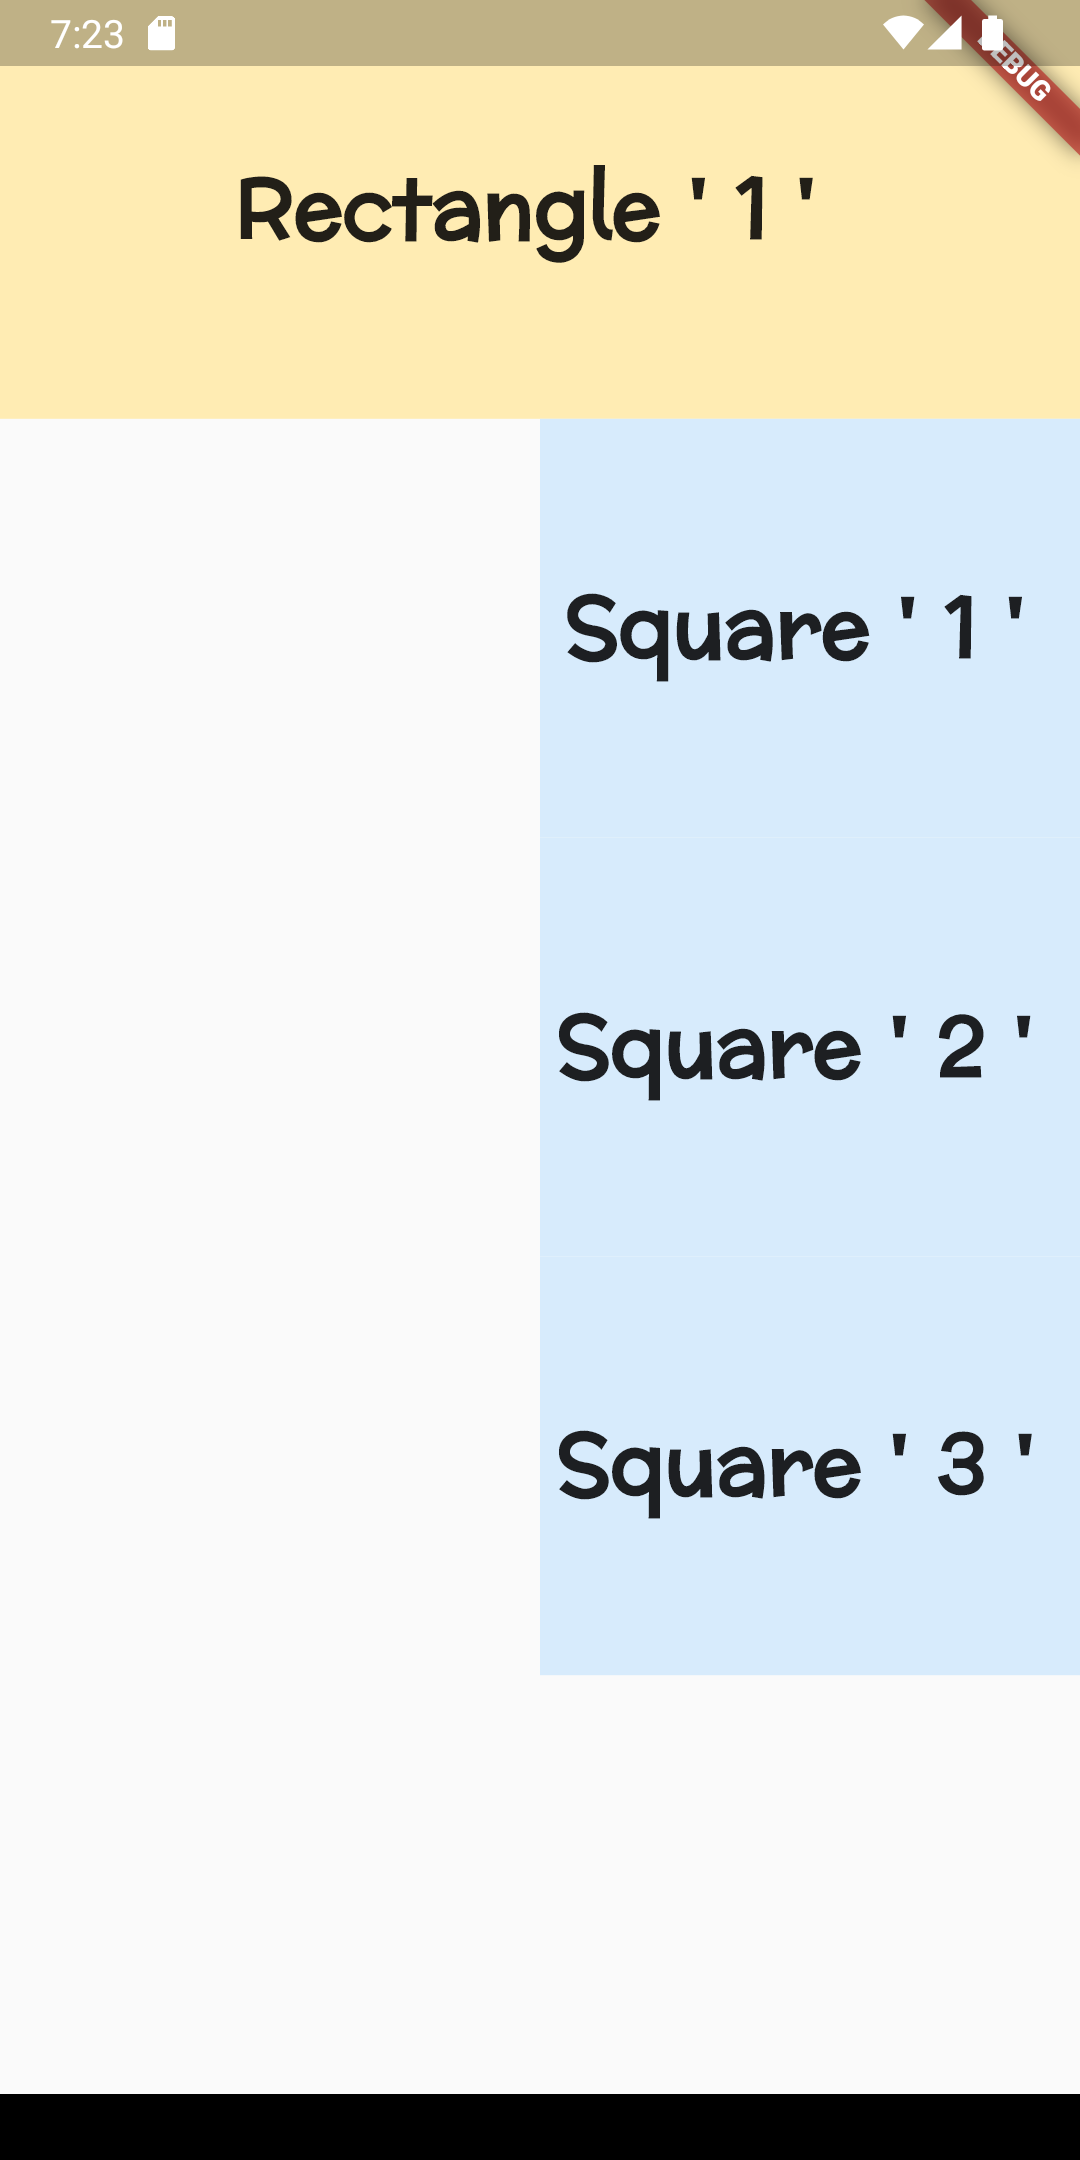 7:23
DEBUG
Rectangle ' 1 '
Square ' 1 '
Square ' 2 '
Square ' 3 '